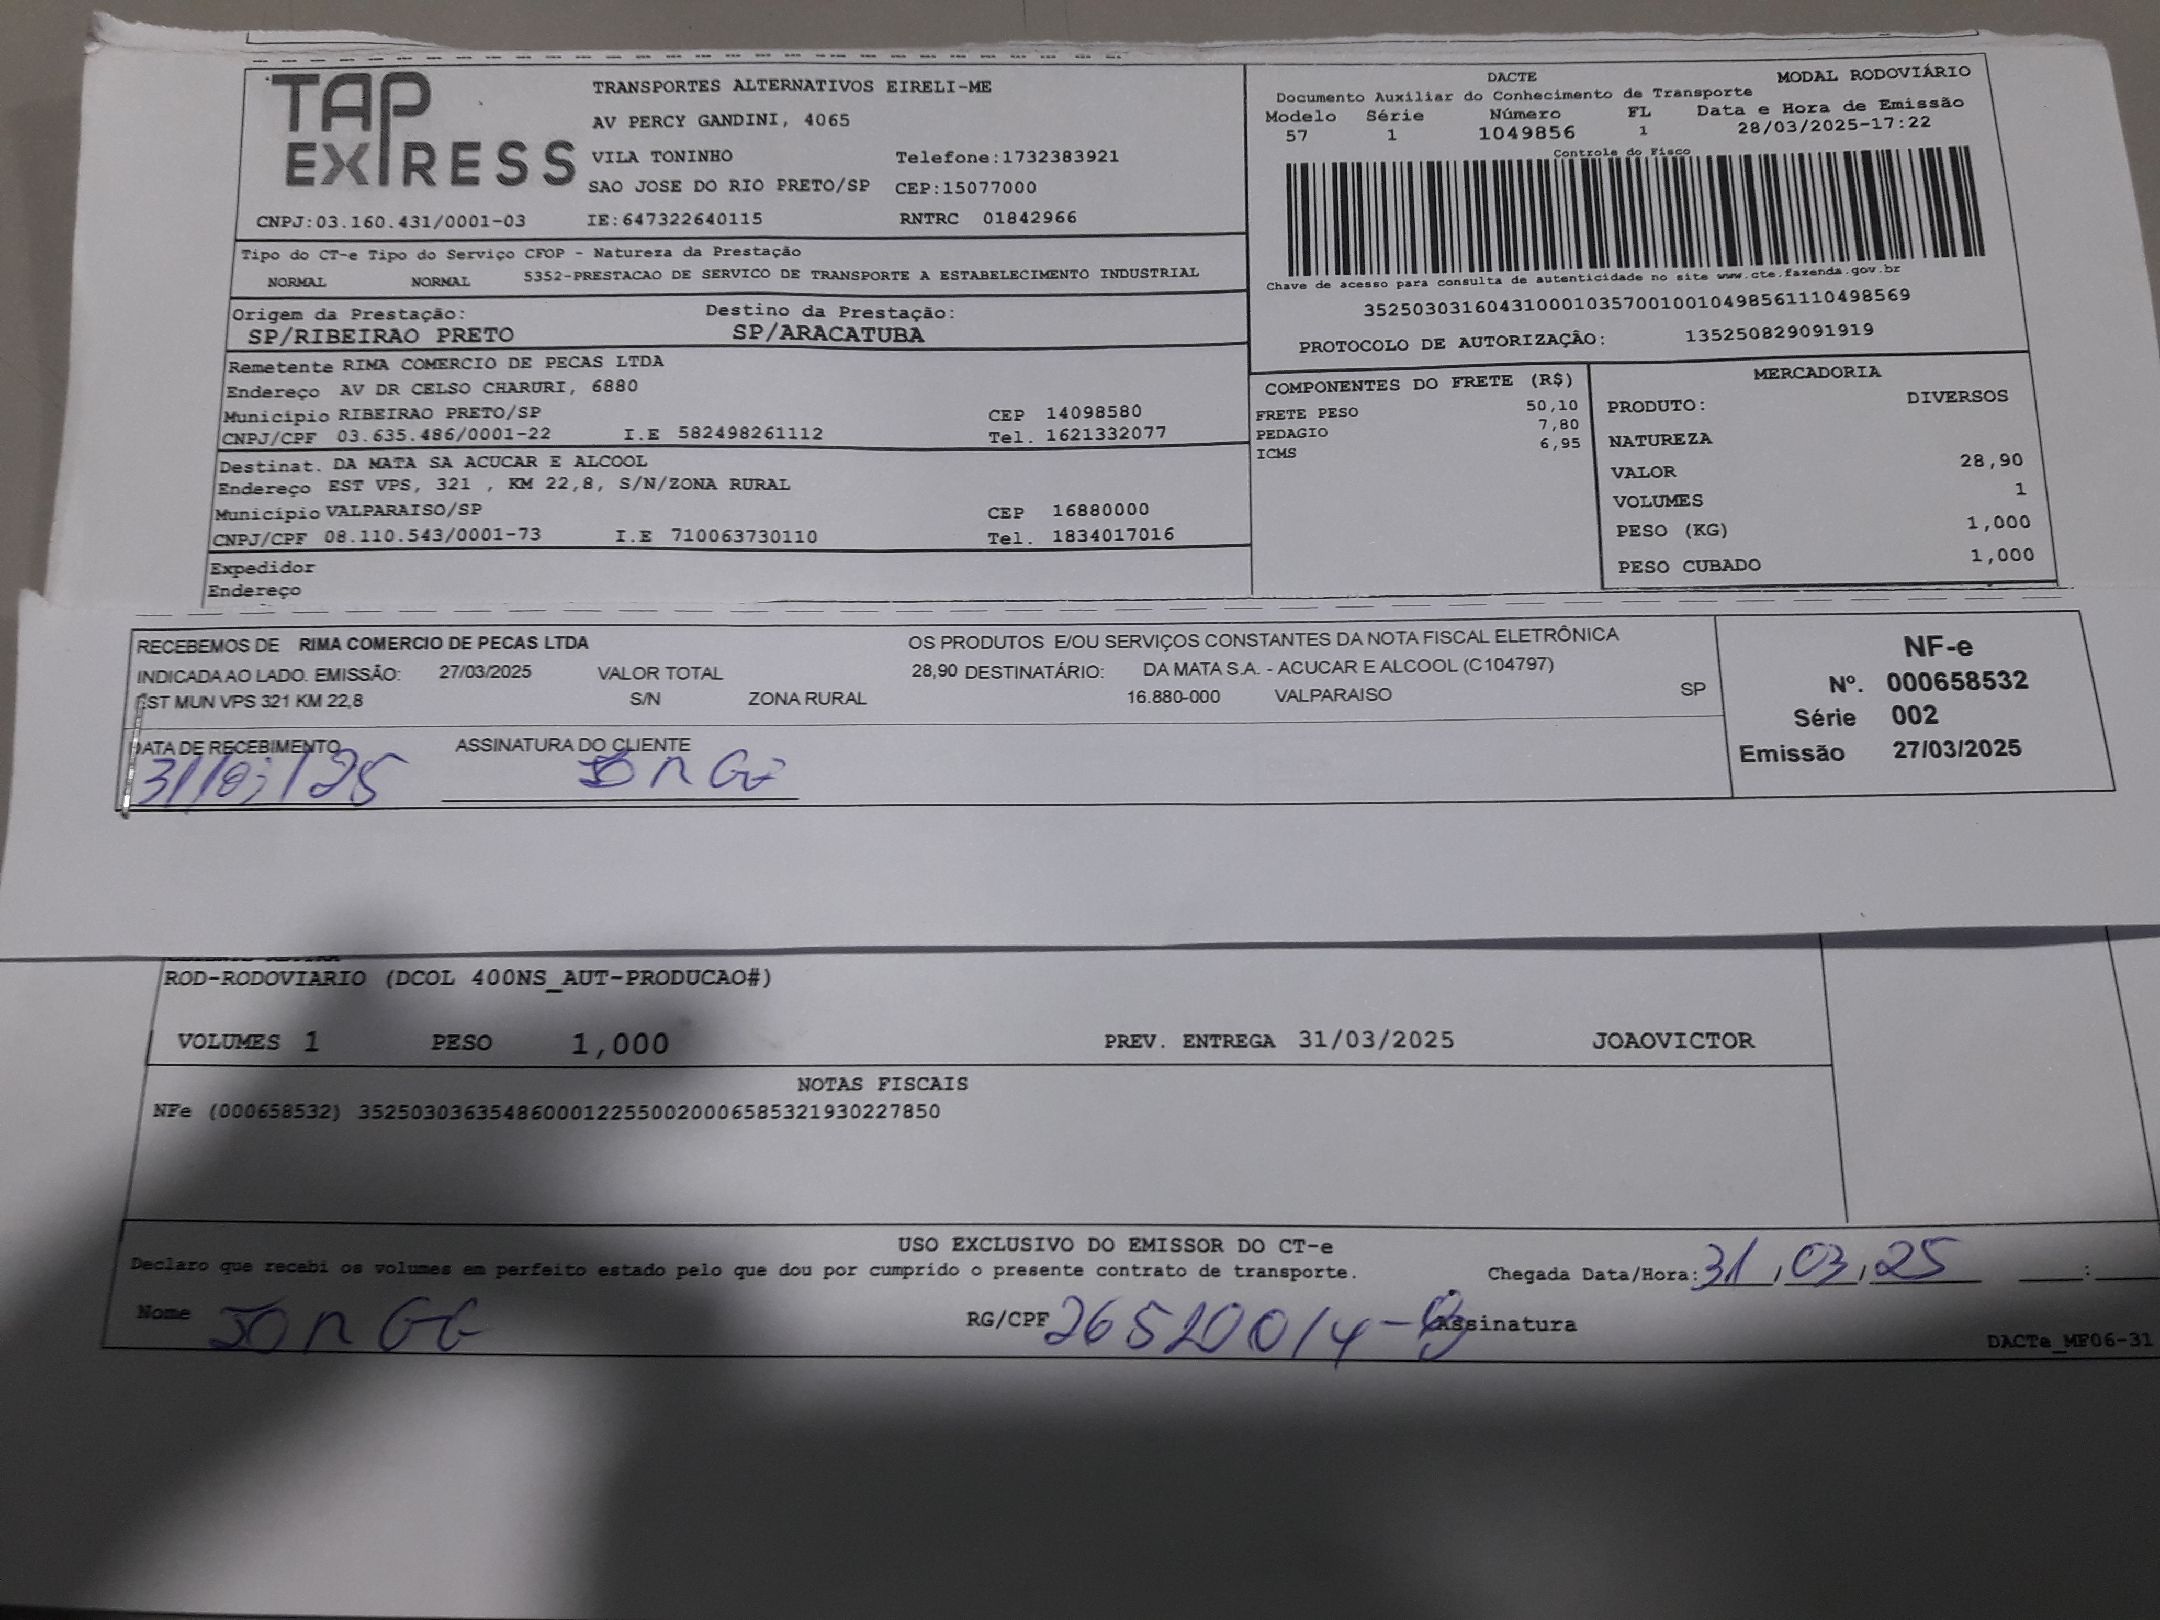 TAP EXPRESS
TRANSPORTES ALTERNATIVOS EIRELI-ME
AV PERCY GANDINI, 4065
VILA TONINHO Telefone:1732383921
SAO JOSE DO RIO PRETO/SP CEP:15077000
CNPJ:03.160.431/0001-03 IE:647322640115 RNTRC 01842966
DACTE MODAL RODOVIÁRIO
Documento Auxiliar do Conhecimento de Transporte
Modelo Série Número FL Data e Hora de Emissão
57 1 1049856 1 28/03/2025-17:22
Controle do Fisco
Chave de acesso para consulta de autenticidade no site www.cte.fazenda.gov.br
35250303160431000103570010010498561110498569
PROTOCOLO DE AUTORIZAÇÃO: 135250829091919
Tipo do CT-e Tipo do Serviço CFOP - Natureza da Prestação
NORMAL NORMAL 5352-PRESTACAO DE SERVICO DE TRANSPORTE A ESTABELECIMENTO INDUSTRIAL
Origem da Prestação: Destino da Prestação:
SP/RIBEIRAO PRETO SP/ARACATUBA
Remetente RIMA COMERCIO DE PECAS LTDA
Endereço AV DR CELSO CHARURI, 6880
Município RIBEIRAO PRETO/SP CEP 14098580
CNPJ/CPF 03.635.486/0001-22 I.E 582498261112 Tel. 1621332077
Destinat. DA MATA SA ACUCAR E ALCOOL
Endereço EST VPS, 321 , KM 22,8, S/N/ZONA RURAL
Município VALPARAISO/SP CEP 16880000
CNPJ/CPF 08.110.543/0001-73 I.E 710063730110 Tel. 1834017016
Expedidor
Endereço
COMPONENTES DO FRETE (R$)
FRETE PESO 50,10
PEDAGIO 7,80
ICMS 6,95
MERCADORIA
PRODUTO: DIVERSOS
NATUREZA
VALOR 28,90
VOLUMES 1
PESO (KG) 1,000
PESO CUBADO 1,000
RECEBEMOS DE RIMA COMERCIO DE PECAS LTDA OS PRODUTOS E/OU SERVIÇOS CONSTANTES DA NOTA FISCAL ELETRÔNICA
INDICADA AO LADO. EMISSÃO: 27/03/2025 VALOR TOTAL 28,90 DESTINATÁRIO: DA MATA S.A. - ACUCAR E ALCOOL (C104797)
EST MUN VPS 321 KM 22,8 S/N ZONA RURAL 16.880-000 VALPARAISO SP
DATA DE RECEBIMENTO ASSINATURA DO CLIENTE
31/03/25 JORGE
NF-e
Nº. 000658532
Série 002
Emissão 27/03/2025
ROD-RODOVIARIO (DCOL 400NS_AUT-PRODUCAO#)
VOLUMES 1 PESO 1,000 PREV. ENTREGA 31/03/2025 JOAOVICTOR
NOTAS FISCAIS
NFe (000658532) 35250303635486000122550020006585321930227850
USO EXCLUSIVO DO EMISSOR DO CT-e
Declaro que recebi os volumes em perfeito estado pelo que dou por cumprido o presente contrato de transporte. Chegada Data/Hora: 31/03/25 ___:___
Nome JORGE RG/CPF Assinatura
DACTe_MF06-31